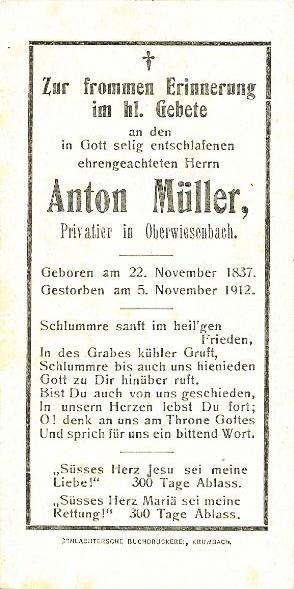 Zur frommen Erinnerung
im hl. Gebete
an den
in Gott selig entschlafenen
ehrengeachteten Herrn
Anton Müller,
Privatier in Oberwiesenbach.
Geboren am 22. November 1837.
Gestorben am 5. November 1912.
Schlummre sanft im heil'gen
Frieden,
In des Grabes kühler Gruft,
Schlummre bis auch uns hienieden
Gott zu Dir hinüber ruft.
Bist Du auch von uns geschieden,
In unsern Herzen lebst Du fort;
O! denk an uns am Throne Gottes
Und sprich für uns ein bittend Wort.
„Süsses Herz Jesu sei meine
Liebe!" 300 Tage Ablass.
„Süsses Herz Mariä sei meine
Rettung!" 300 Tage Ablass.
SCHLACHTERSCHE BUCHDRUCKEREI, KRUMBACH.